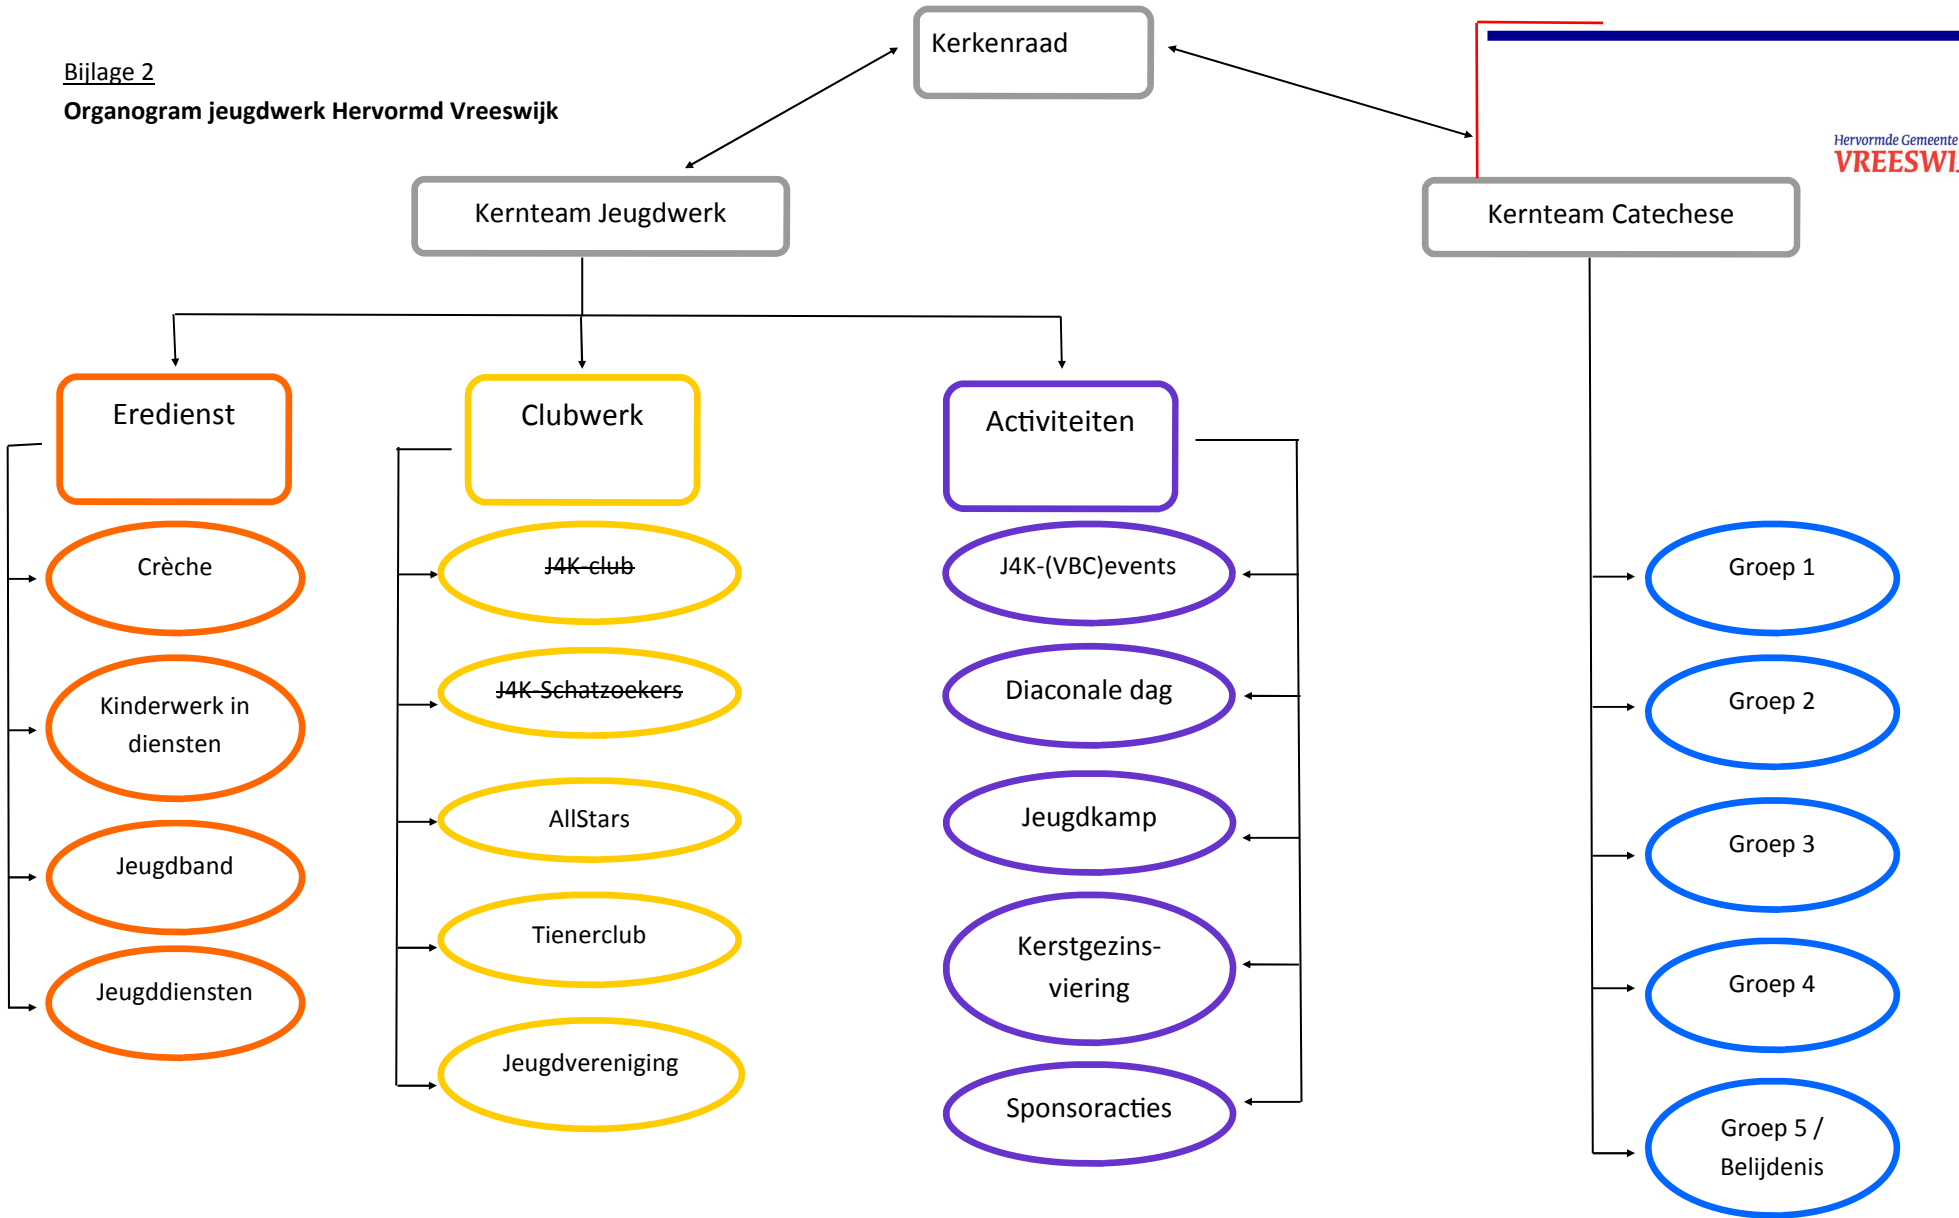 Kerkenraad
Bijlage 2
Organogram jeugdwerk Hervormd Vreeswijk
Hervormde Gemeente
Kernteam Jeugdwerk
Kernteam Catechese
Eredienst
Clubwerk
Activiteiten
Crèche
Kinderwerk in
diensten
Jeugdband
Jeugddiensten
J4K-club
J4K-Schatzoekers
AllStars
Tienerclub
Jeugdvereniging
J4K-(VBC)events
Diaconale dag
Jeugdkamp
Kerstgezins-
viering
Sponsoracties
Groep 1
Groep 2
Groep 3
Groep 4
Groep 5 /
Belijdenis